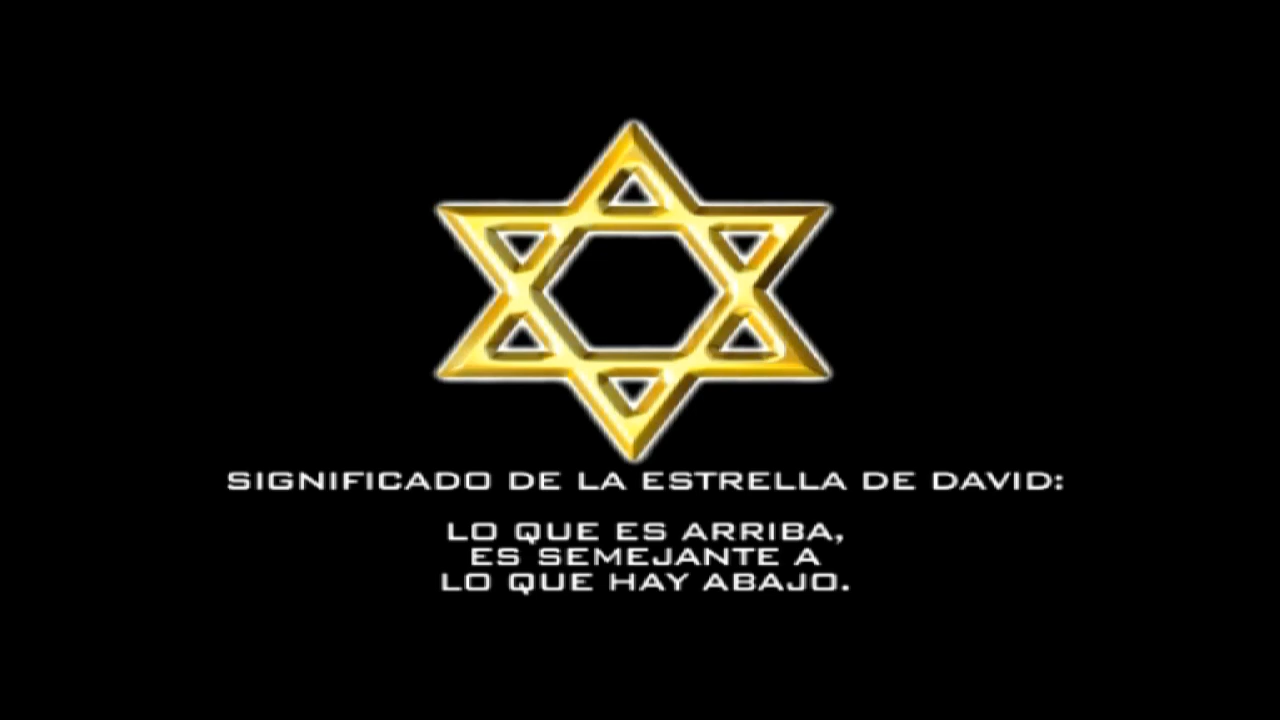 SIGNIFICADO DE LA ESTRELLA DE DAVID:
LO QUE ES ARRIBA,
ES SEMEJANTE A
LO QUE HAY ABAJO.